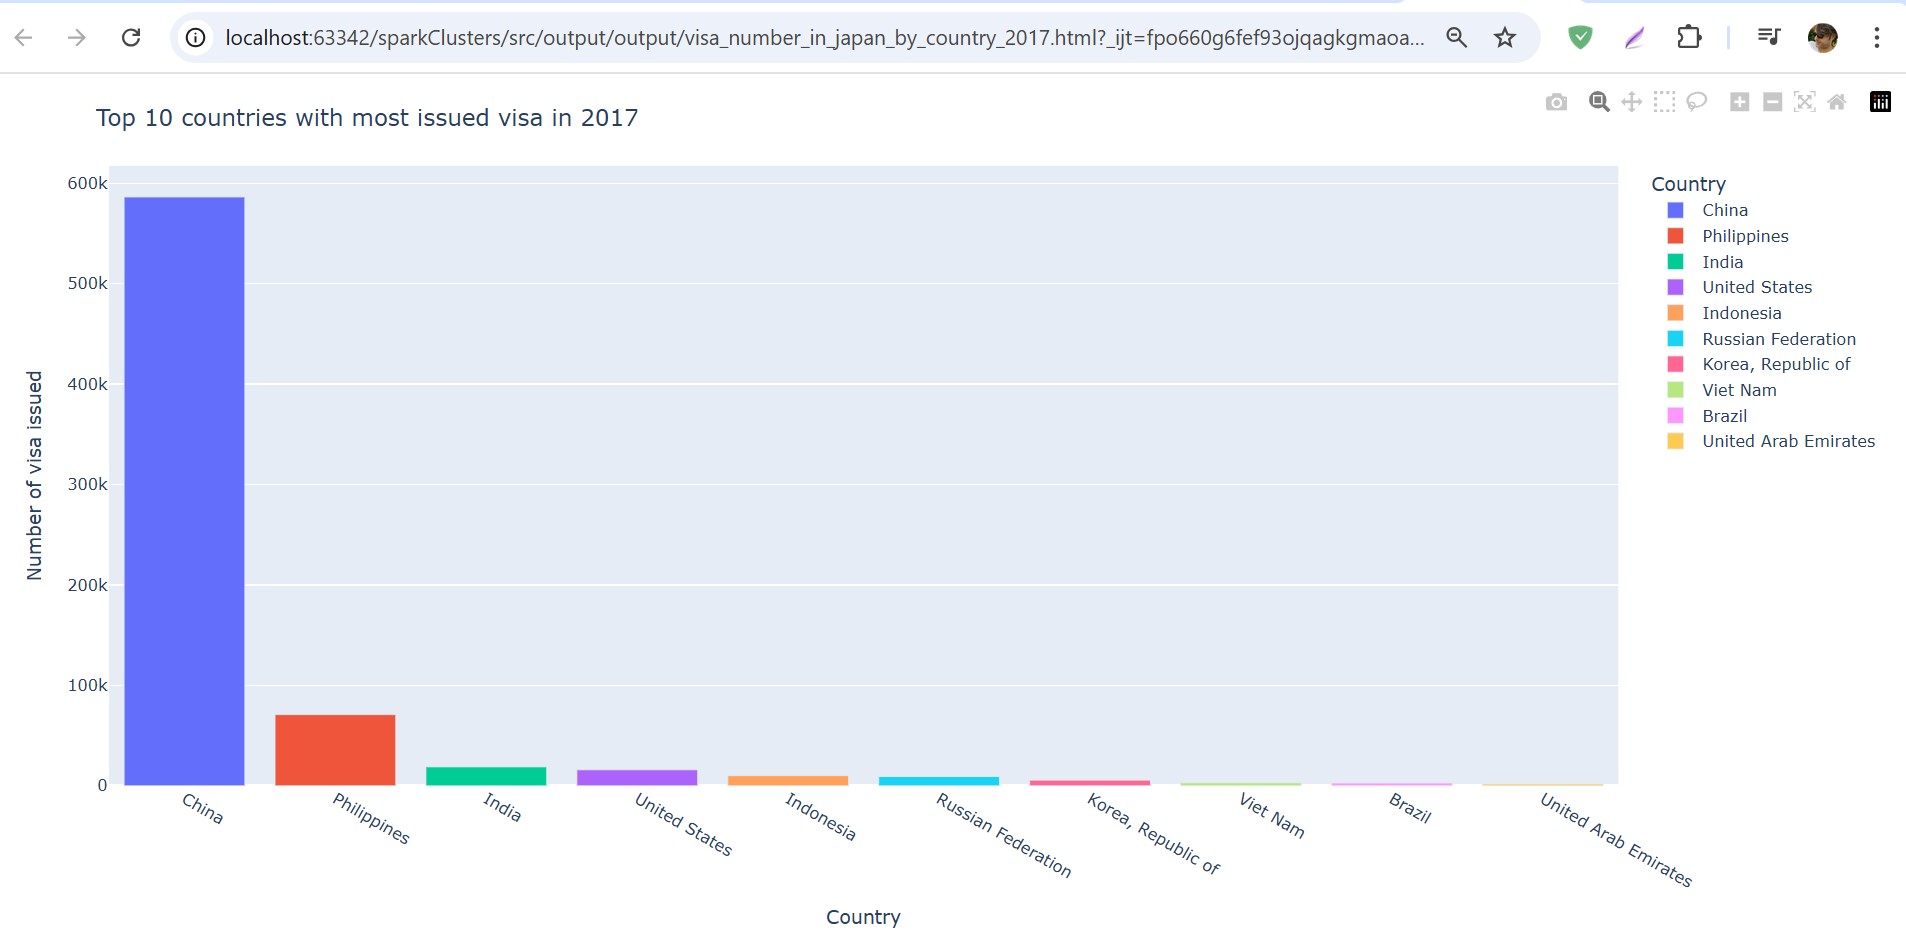 localhost:63342/sparkClusters/src/output/output/visa_number_in_japan_by_country_2017.html?_ijt=fpo660g6fef93ojqagkgmaoa...
Top 10 countries with most issued visa in 2017
Number of visa issued
600k
500k
400k
300k
200k
100k
0
China
Philippines
India
United States
Indonesia
Russian Federation
Korea, Republic of
Viet Nam
Brazil
United Arab Emirates
Country
Country
China
Philippines
India
United States
Indonesia
Russian Federation
Korea, Republic of
Viet Nam
Brazil
United Arab Emirates